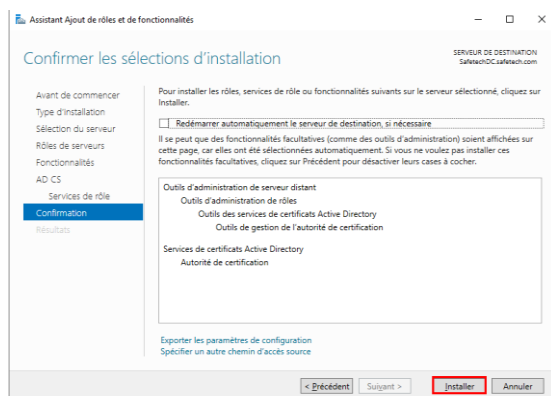 Assistant Ajout de rôles et de fonctionnalités
Confirmer les sélections d'installation
SERVEUR DE DESTINATION
SafetechDC.safetech.com
Avant de commencer
Type d'installation
Sélection du serveur
Rôles de serveurs
Fonctionnalités
AD CS
Services de rôle
Confirmation
Résultats
Pour installer les rôles, services de rôle ou fonctionnalités suivants sur le serveur sélectionné, cliquez sur
Installer.
Redémarrer automatiquement le serveur de destination, si nécessaire
Il se peut que des fonctionnalités facultatives (comme des outils d'administration) soient affichées sur
cette page, car elles ont été sélectionnées automatiquement. Si vous ne voulez pas installer ces
fonctionnalités facultatives, cliquez sur Précédent pour désactiver leurs cases à cocher.
Outils d'administration de serveur distant
Outils d'administration de rôles
Outils des services de certificats Active Directory
Outils de gestion de l'autorité de certification
Services de certificats Active Directory
Autorité de certification
Exporter les paramètres de configuration
Spécifier un autre chemin d'accès source
< Précédent
Suivant >
Installer
Annuler